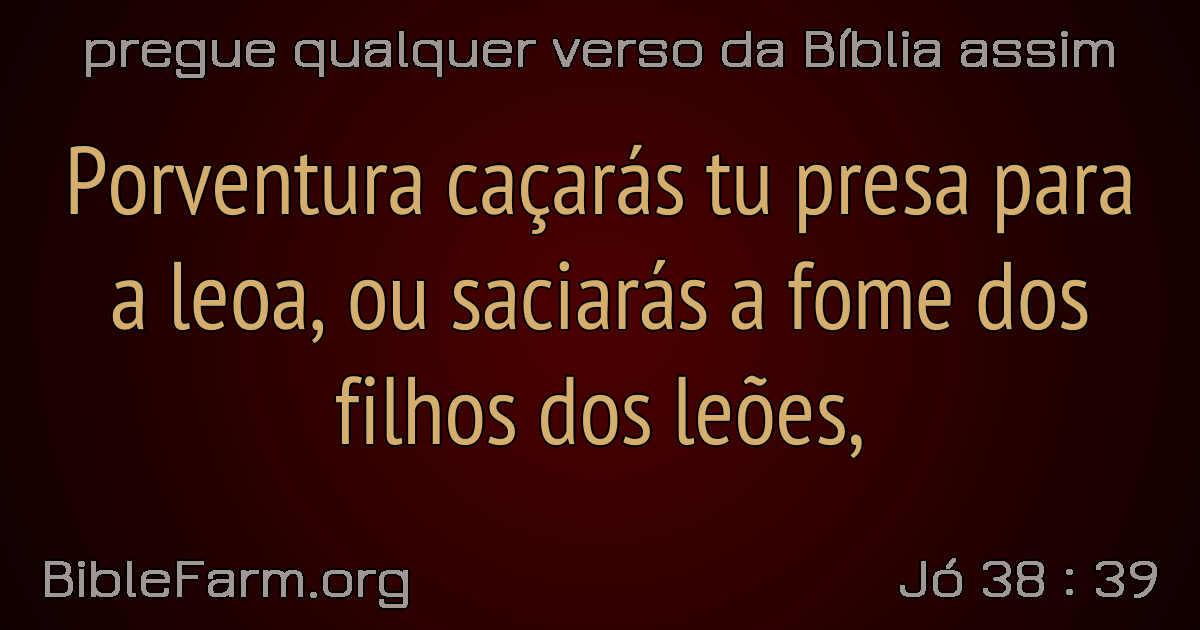 pregue qualquer verso da Bíblia assim
Porventura caçarás tu presa para
a leoa, ou saciarás a fome dos
filhos dos leões,
BibleFarm.org
Jó 38 : 39